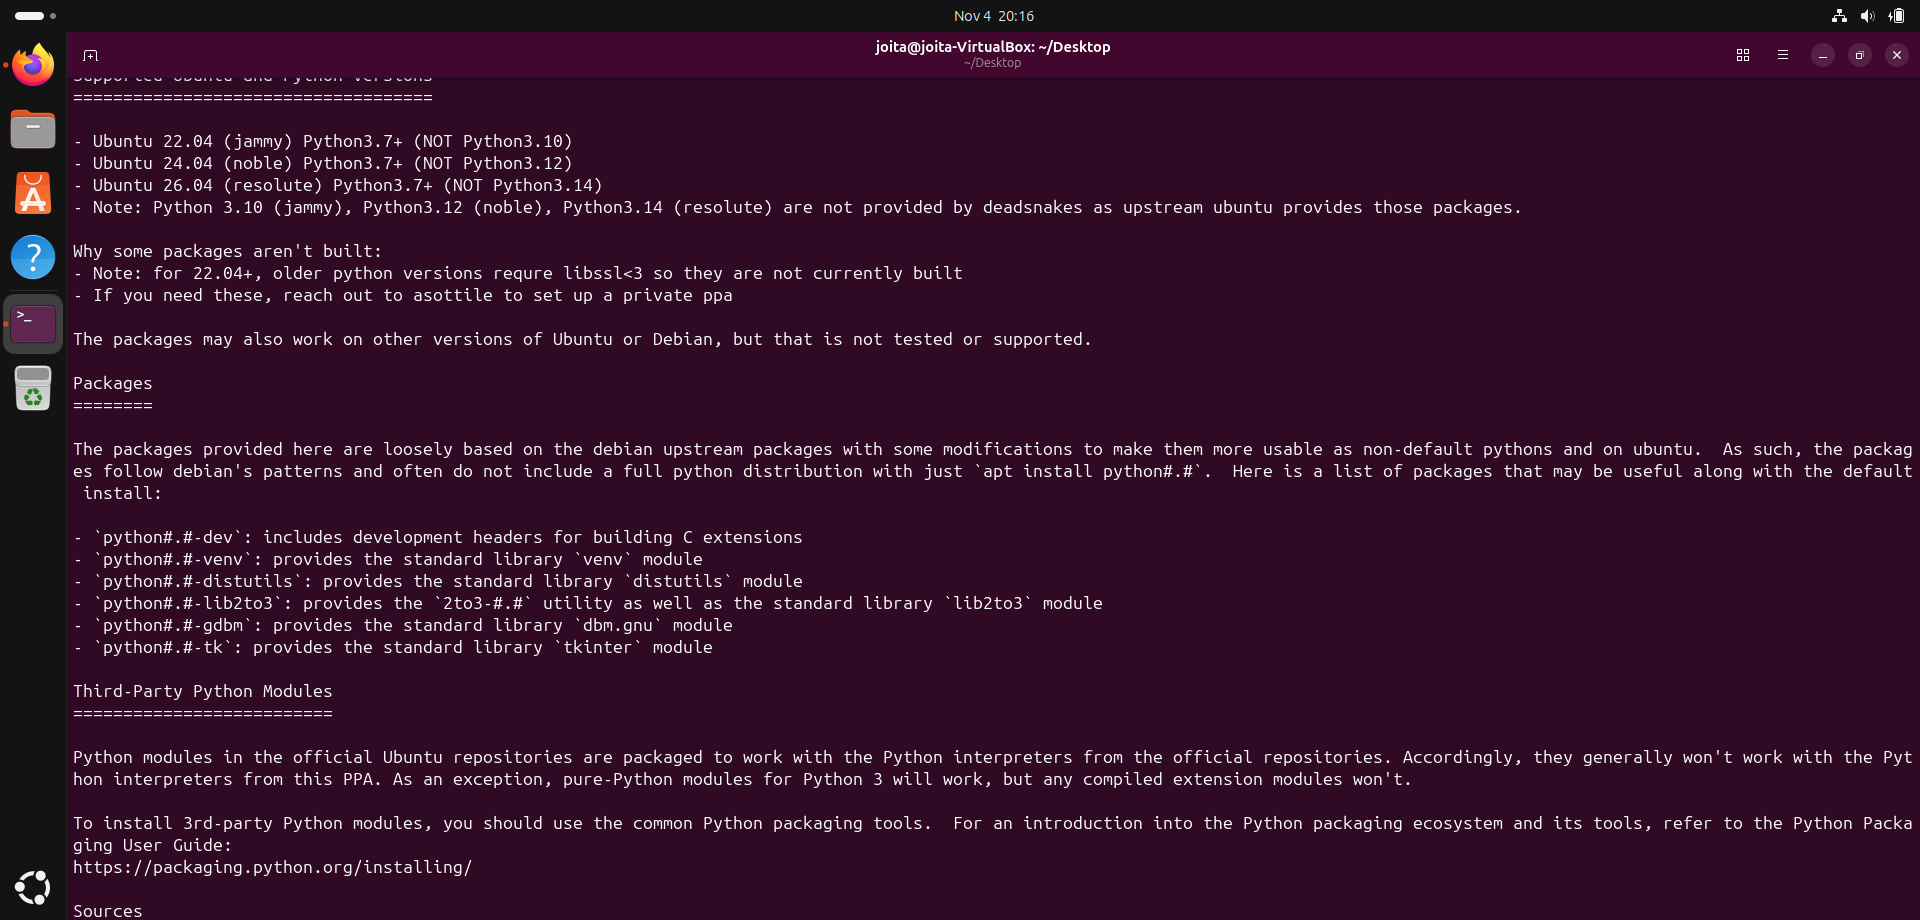 Nov 4 20:16
joita@joita-VirtualBox: ~/Desktop
~/Desktop
Supported Ubuntu and Python Versions
====================================
- Ubuntu 22.04 (jammy) Python3.7+ (NOT Python3.10)
- Ubuntu 24.04 (noble) Python3.7+ (NOT Python3.12)
- Ubuntu 26.04 (resolute) Python3.7+ (NOT Python3.14)
- Note: Python 3.10 (jammy), Python3.12 (noble), Python3.14 (resolute) are not provided by deadsnakes as upstream ubuntu provides those packages.
Why some packages aren't built:
- Note: for 22.04+, older python versions requre libssl<3 so they are not currently built
- If you need these, reach out to asottile to set up a private ppa
The packages may also work on other versions of Ubuntu or Debian, but that is not tested or supported.
Packages
========
The packages provided here are loosely based on the debian upstream packages with some modifications to make them more usable as non-default pythons and on ubuntu.  As such, the packag
es follow debian's patterns and often do not include a full python distribution with just `apt install python#.#`.  Here is a list of packages that may be useful along with the default
 install:
- `python#.#-dev`: includes development headers for building C extensions
- `python#.#-venv`: provides the standard library `venv` module
- `python#.#-distutils`: provides the standard library `distutils` module
- `python#.#-lib2to3`: provides the `2to3-#.#` utility as well as the standard library `lib2to3` module
- `python#.#-gdbm`: provides the standard library `dbm.gnu` module
- `python#.#-tk`: provides the standard library `tkinter` module
Third-Party Python Modules
==========================
Python modules in the official Ubuntu repositories are packaged to work with the Python interpreters from the official repositories. Accordingly, they generally won't work with the Pyt
hon interpreters from this PPA. As an exception, pure-Python modules for Python 3 will work, but any compiled extension modules won't.
To install 3rd-party Python modules, you should use the common Python packaging tools.  For an introduction into the Python packaging ecosystem and its tools, refer to the Python Packa
ging User Guide:
https://packaging.python.org/installing/
Sources